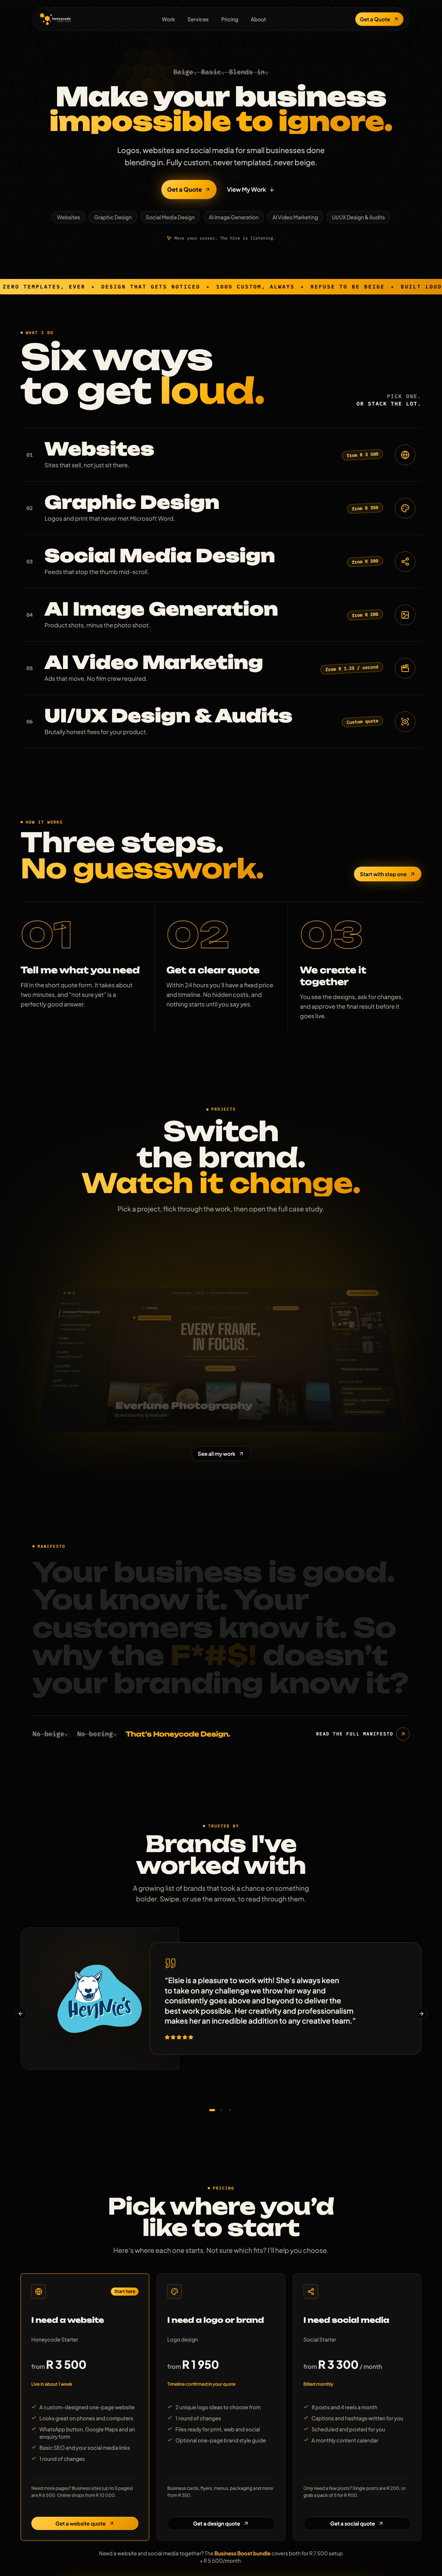 honeycode
Work
Services
Pricing
About
Get a Quote
Beige. Basic. Blends in.
Make your business
impossible to ignore.
Logos, websites and social media for small businesses done
blending in. Fully custom, never templated, never beige.
Get a Quote
View My Work
Websites
Graphic Design
Social Media Design
AI Image Generation
AI Video Marketing
UI/UX Design & Audits
Move your cursor. The hive is listening.
ZERO TEMPLATES, EVER ✦ DESIGN THAT GETS NOTICED ✦ 100% CUSTOM, ALWAYS ✦ REFUSE TO BE BEIGE ✦ BUILT LOUD
WHAT I DO
Six ways
to get loud.
PICK ONE.
OR STACK THE LOT.
01
Websites
Sites that sell, not just sit there.
from R 3 500
02
Graphic Design
Logos and print that never met Microsoft Word.
from R 350
03
Social Media Design
Feeds that stop the thumb mid-scroll.
from R 200
04
AI Image Generation
Product shots, minus the photo shoot.
from R 200
05
AI Video Marketing
Ads that move. No film crew required.
from R 1.25 / second
06
UI/UX Design & Audits
Brutally honest fixes for your product.
Custom quote
HOW IT WORKS
Three steps.
No guesswork.
Start with step one
01
Tell me what you need
Fill in the short quote form. It takes about
two minutes, and "not sure yet" is a
perfectly good answer.
02
Get a clear quote
Within 24 hours you'll have a fixed price
and timeline. No hidden costs, and
nothing starts until you say yes.
03
We create it
together
You see the designs, ask for changes,
and approve the final result before it
goes live.
PROJECTS
Switch
the brand.
Watch it change.
Pick a project, flick through the work, then open the full case study.
EVERY FRAME,
IN FOCUS.
Everlune Photography
Brand Identity & Website
See all my work
MANIFESTO
Your business is good.
You know it. Your
customers know it. So
why the F*#$! doesn't
your branding know it?
No beige.
No boring.
That's Honeycode Design.
READ THE FULL MANIFESTO
TRUSTED BY
Brands I've
worked with
A growing list of brands that took a chance on something
bolder. Swipe, or use the arrows, to read through them.
HenNie's
"Elsie is a pleasure to work with! She's always keen
to take on any challenge we throw her way and
consistently goes above and beyond to deliver the
best work possible. Her creativity and professionalism
makes her an incredible addition to any creative team."
PRICING
Pick where you'd
like to start
Here's where each one starts. Not sure which fits? I'll help you choose.
Start here
I need a website
Honeycode Starter
from R 3 500
Live in about 1 week
A custom-designed one-page website
Looks great on phones and computers
WhatsApp button, Google Maps and an
enquiry form
Basic SEO and your social media links
1 round of changes
Need more pages? Business sites (up to 5 pages)
are R 6 500. Online shops from R 10 000.
Get a website quote
I need a logo or brand
Logo design
from R 1 950
Timeline confirmed in your quote
2 unique logo ideas to choose from
1 round of changes
Files ready for print, web and social
Optional one-page brand style guide
Business cards, flyers, menus, packaging and more
from R 350.
Get a design quote
I need social media
Social Starter
from R 3 300 / month
Billed monthly
8 posts and 4 reels a month
Captions and hashtags written for you
Scheduled and posted for you
A monthly content calendar
Only need a few posts? Single posts are R 200, or
grab a pack of 5 for R 900.
Get a social quote
Need a website and social media together? The Business Boost bundle covers both for R 7 500 setup
+ R 5 500/month.